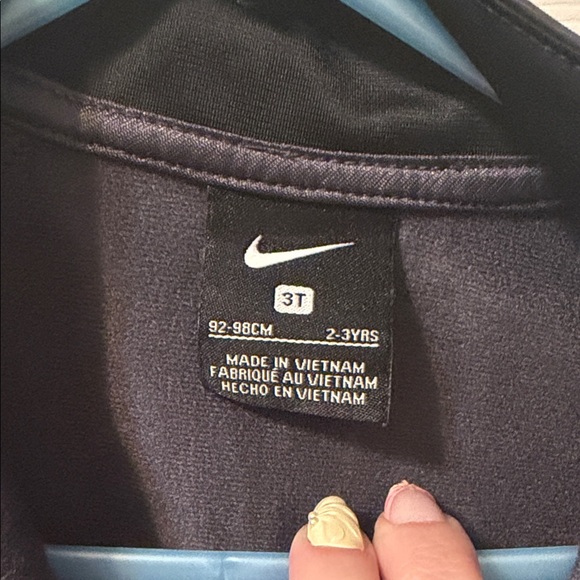 3T
92-98CM 2-3YRS
MADE IN VIETNAM
FABRIQUÉ AU VIETNAM
HECHO EN VIETNAM